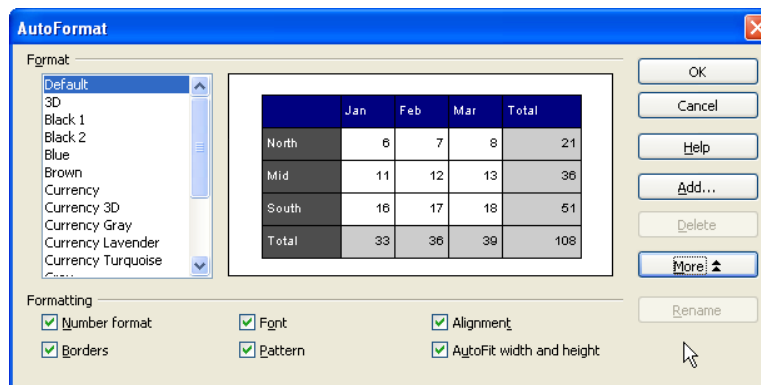 AutoFormat
Format
Default
3D
Black 1
Black 2
Blue
Brown
Currency
Currency 3D
Currency Gray
Currency Lavender
Currency Turquoise
Jan Feb Mar Total
North 6 7 8 21
Mid 11 12 13 36
South 16 17 18 51
Total 33 36 39 108
OK
Cancel
Help
Add...
Delete
More
Rename
Formatting
Number format Font Alignment
Borders Pattern AutoFit width and height